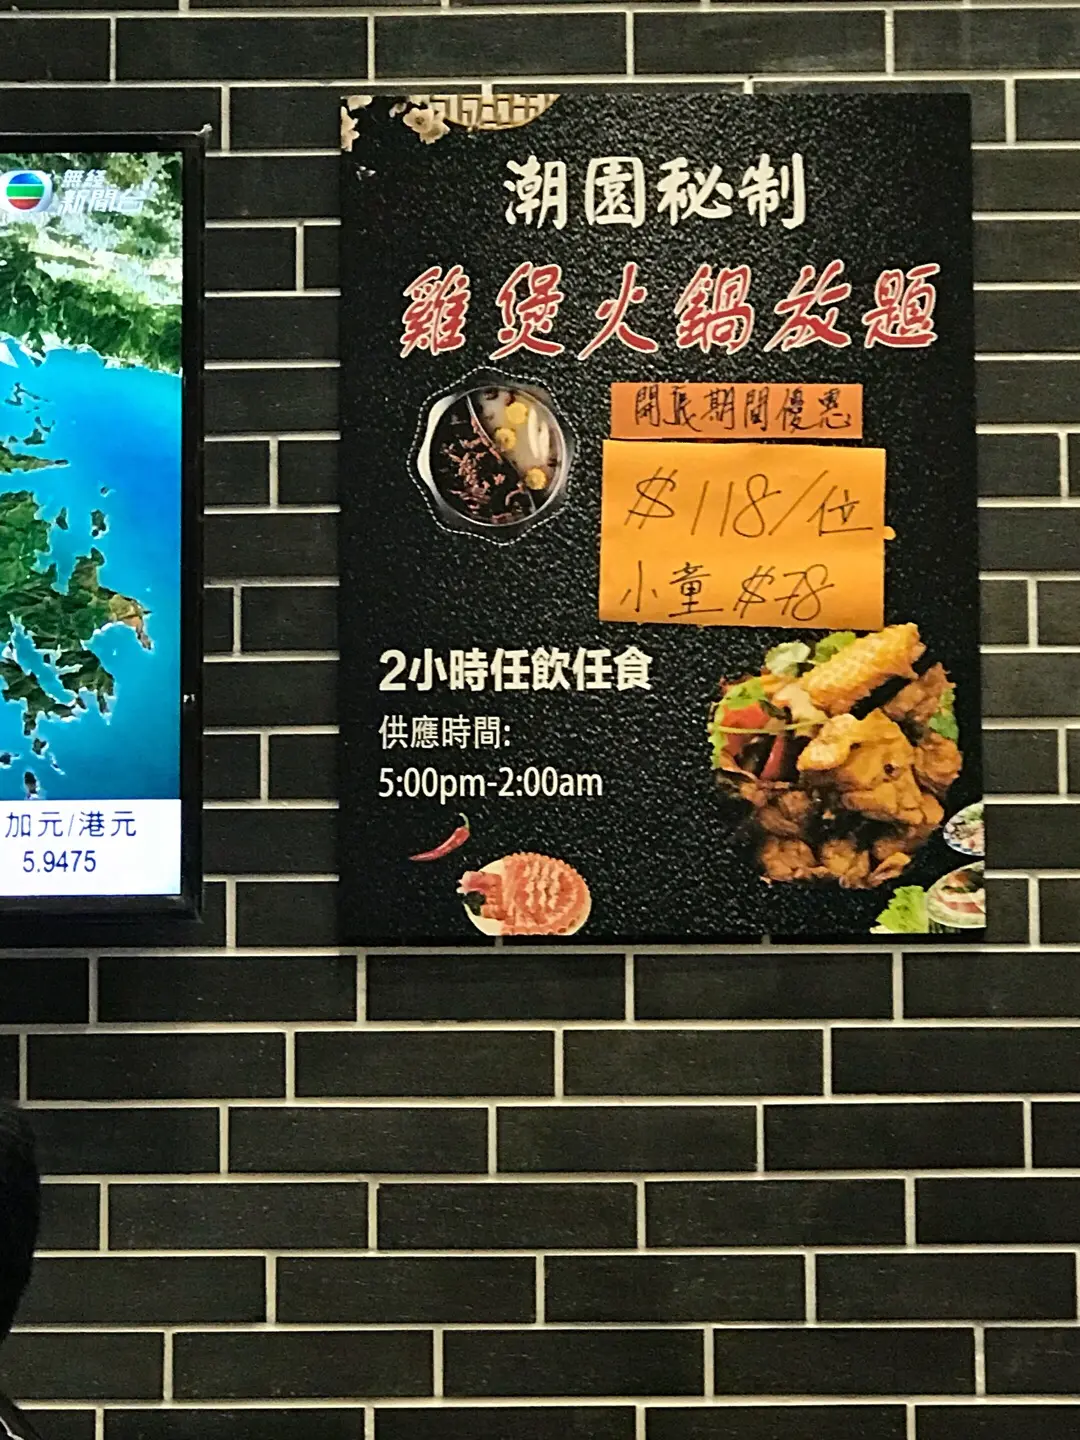 無綫
新聞台
加元/港元
5.9475
潮園秘制
雞煲火鍋放題
開張期間優惠
$118/位
小童 $78
2小時任飲任食
供應時間:
5:00pm-2:00am